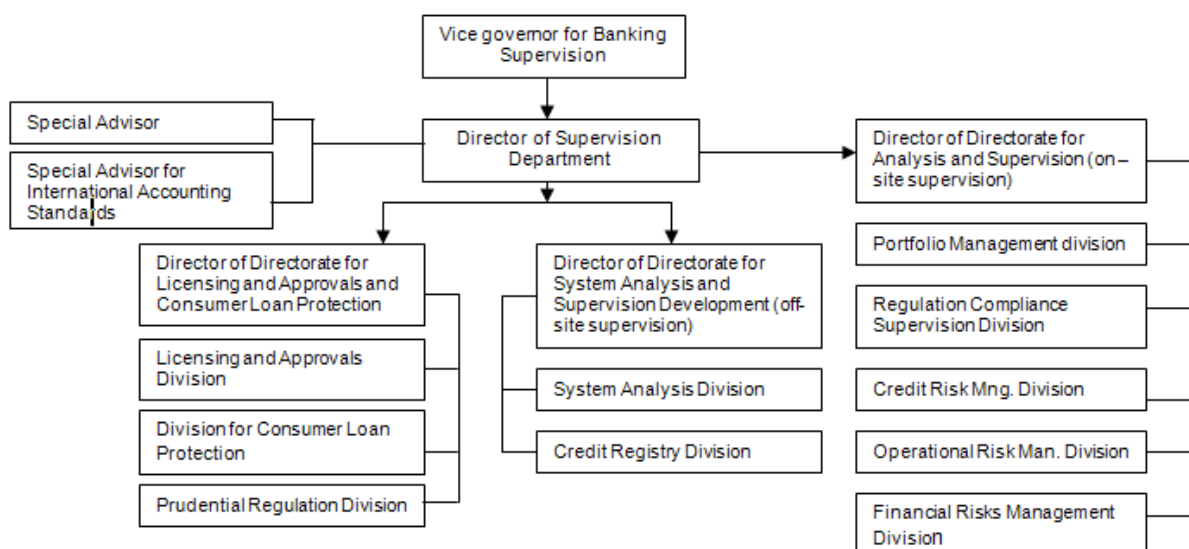 Vice governor for Banking
Supervision
Special Advisor
Special Advisor for
International Accounting
Standards
Director of Supervision
Department
Director of Directorate for
Analysis and Supervision (on–
site supervision)
Director of Directorate for
Licensing and Approvals and
Consumer Loan Protection
Licensing and Approvals
Division
Division for Consumer Loan
Protection
Prudential Regulation Division
Director of Directorate for
System Analysis and
Supervision Development (off-
site supervision)
System Analysis Division
Credit Registry Division
Portfolio Management division
Regulation Compliance
Supervision Division
Credit Risk Mng. Division
Operational Risk Man. Division
Financial Risks Management
Division